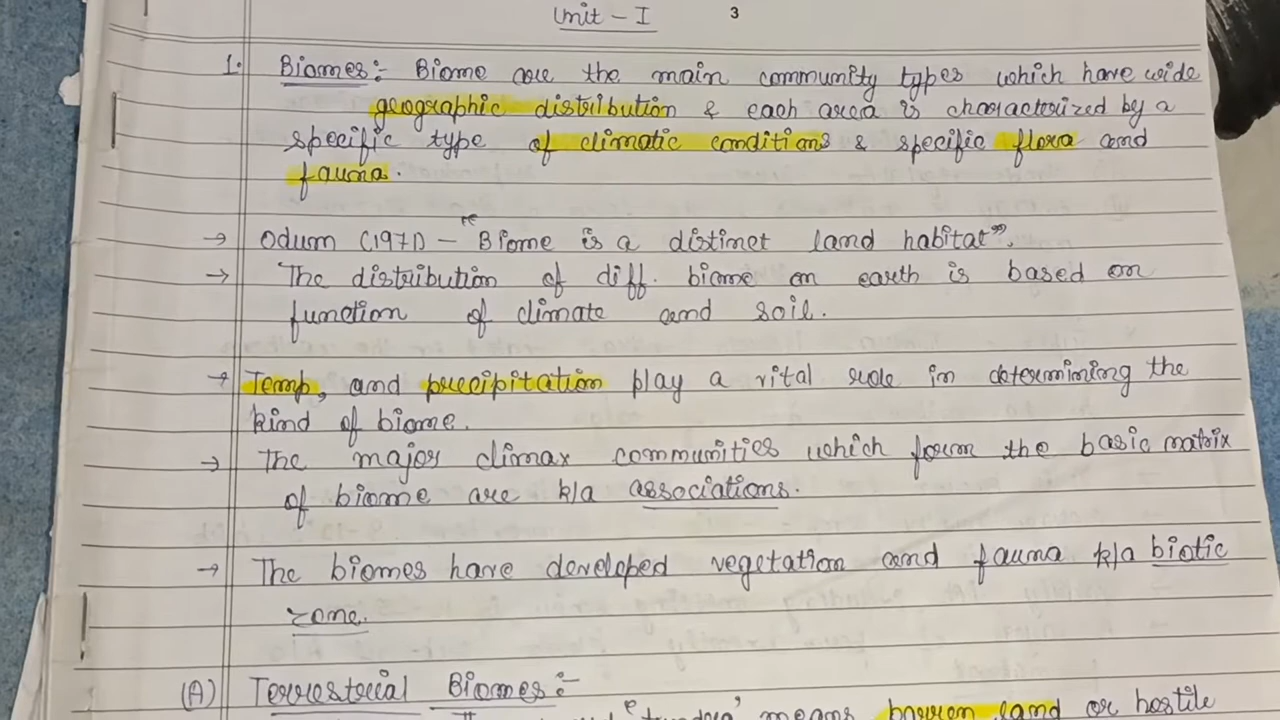 Unit - I
3
1. Biomes:- Biome are the main community types which have wide
geographic distribution & each area is characterized by a
specific type of climatic conditions & specific flora and
fauna.
→ Odum (1971) - "Biome is a distinct land habitat".
→ The distribution of diff. biome on earth is based on
function of climate and soil.
→ Temp, and precipitation play a vital role in determining the
kind of biome.
→ The major climax communities which form the basic matrix
of biome are k/a associations.
→ The biomes have developed vegetation and fauna k/a biotic
zone.
(A) Terrestrial Biomes:-
means barren land or hostile